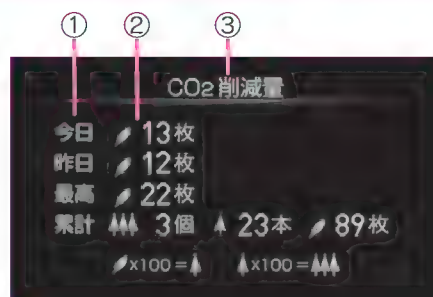 ① ② ③
CO2削減量
今日 13枚
昨日 12枚
最高 22枚
累計 3個 23本 89枚
x100= x100=